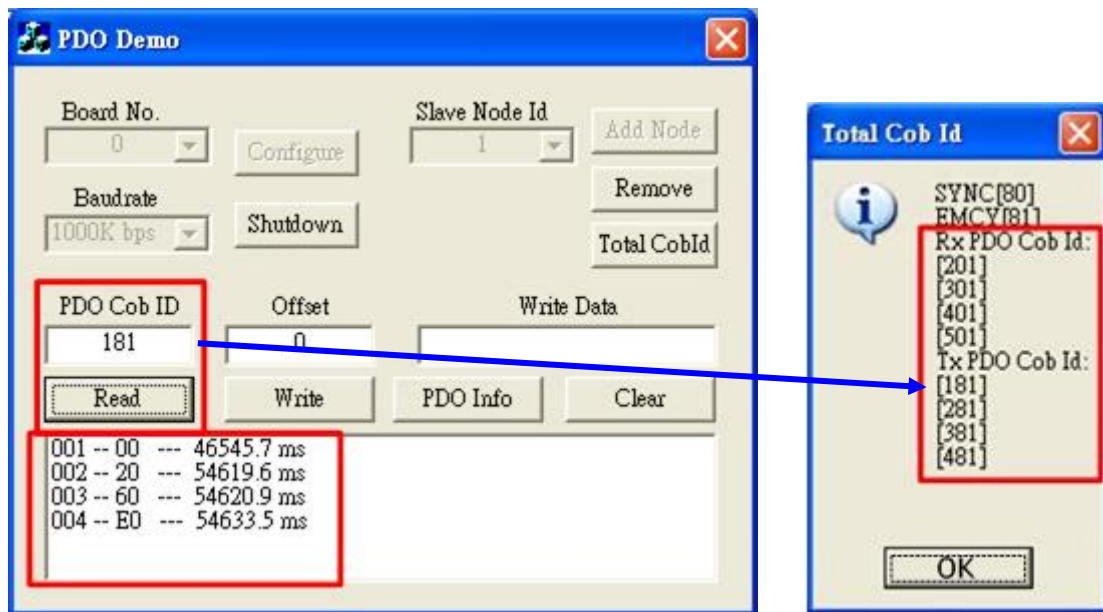 PDO Demo
Board No.
0
Configure
Slave Node Id
1
Add Node
Baudrate
1000K bps
Shutdown
Remove
Total CobId
PDO Cob ID
Offset
Write Data
181
0
Read
Write
PDO Info
Clear
001 -- 00 --- 46545.7 ms
002 -- 20 --- 54619.6 ms
003 -- 60 --- 54620.9 ms
004 -- E0 --- 54633.5 ms
Total Cob Id
SYNC[80]
EMCY[81]
Rx PDO Cob Id:
[201]
[301]
[401]
[501]
Tx PDO Cob Id:
[181]
[281]
[381]
[481]
OK